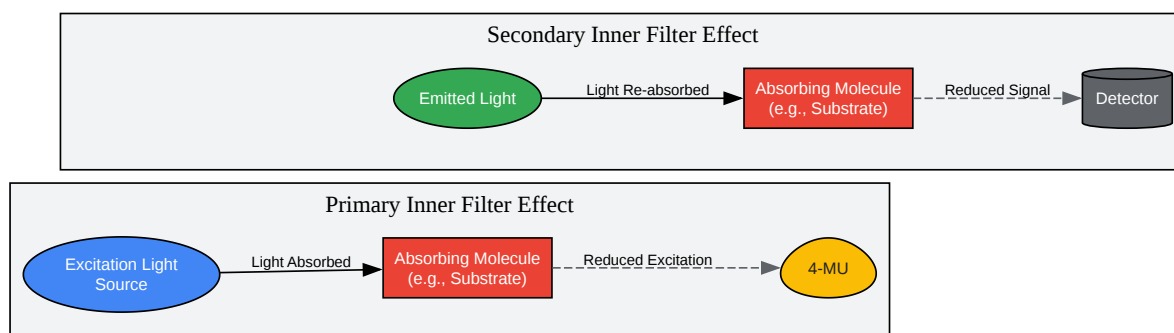 Secondary Inner Filter Effect
Emitted Light
Light Re-absorbed
Absorbing Molecule
(e.g., Substrate)
Reduced Signal
Detector
Primary Inner Filter Effect
Excitation Light
Source
Light Absorbed
Absorbing Molecule
(e.g., Substrate)
Reduced Excitation
4-MU